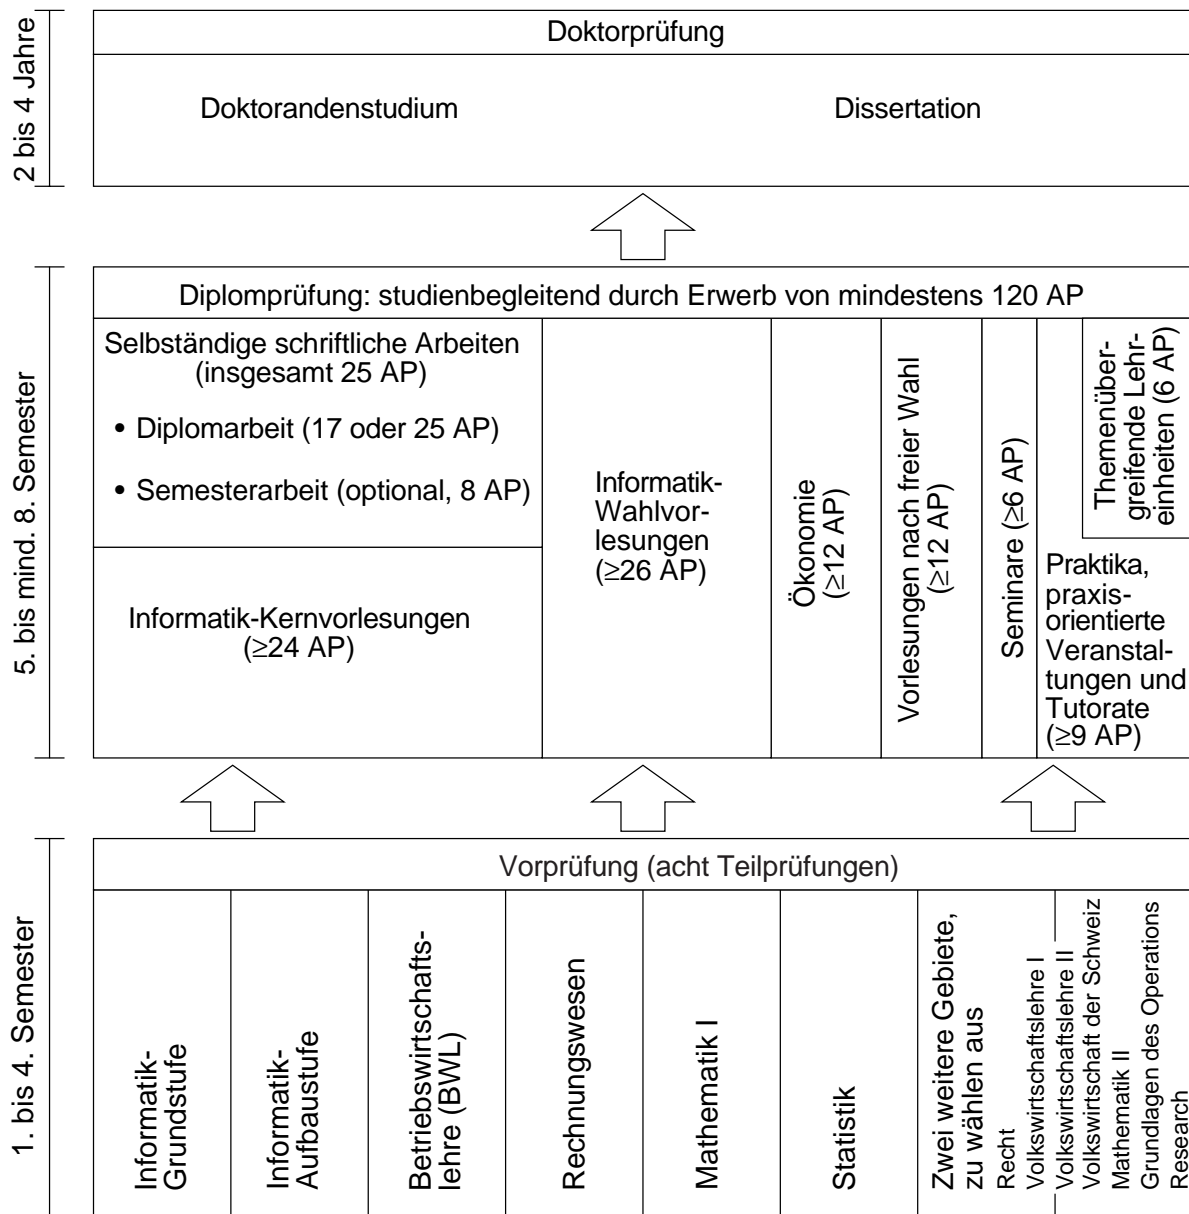 2 bis 4 Jahre
Doktorprüfung
Doktorandenstudium
Dissertation
5. bis mind. 8. Semester
Diplomprüfung: studienbegleitend durch Erwerb von mindestens 120 AP
Selbständige schriftliche Arbeiten
(insgesamt 25 AP)
• Diplomarbeit (17 oder 25 AP)
• Semesterarbeit (optional, 8 AP)
Informatik-Kernvorlesungen
(≥24 AP)
Informatik-
Wahlvor-
lesungen
(≥26 AP)
Ökonomie
(≥12 AP)
Vorlesungen nach freier Wahl
(≥12 AP)
Seminare (≥6 AP)
Themenüber-
greifende Lehr-
einheiten (6 AP)
Praktika,
praxis-
orientierte
Veranstal-
tungen und
Tutorate
(≥9 AP)
1. bis 4. Semester
Vorprüfung (acht Teilprüfungen)
Informatik-
Grundstufe
Informatik-
Aufbaustufe
Betriebswirtschafts-
lehre (BWL)
Rechnungswesen
Mathematik I
Statistik
Zwei weitere Gebiete,
zu wählen aus
Recht
Volkswirtschaftslehre I
Volkswirtschaftslehre II
Volkswirtschaft der Schweiz
Mathematik II
Grundlagen des Operations
Research